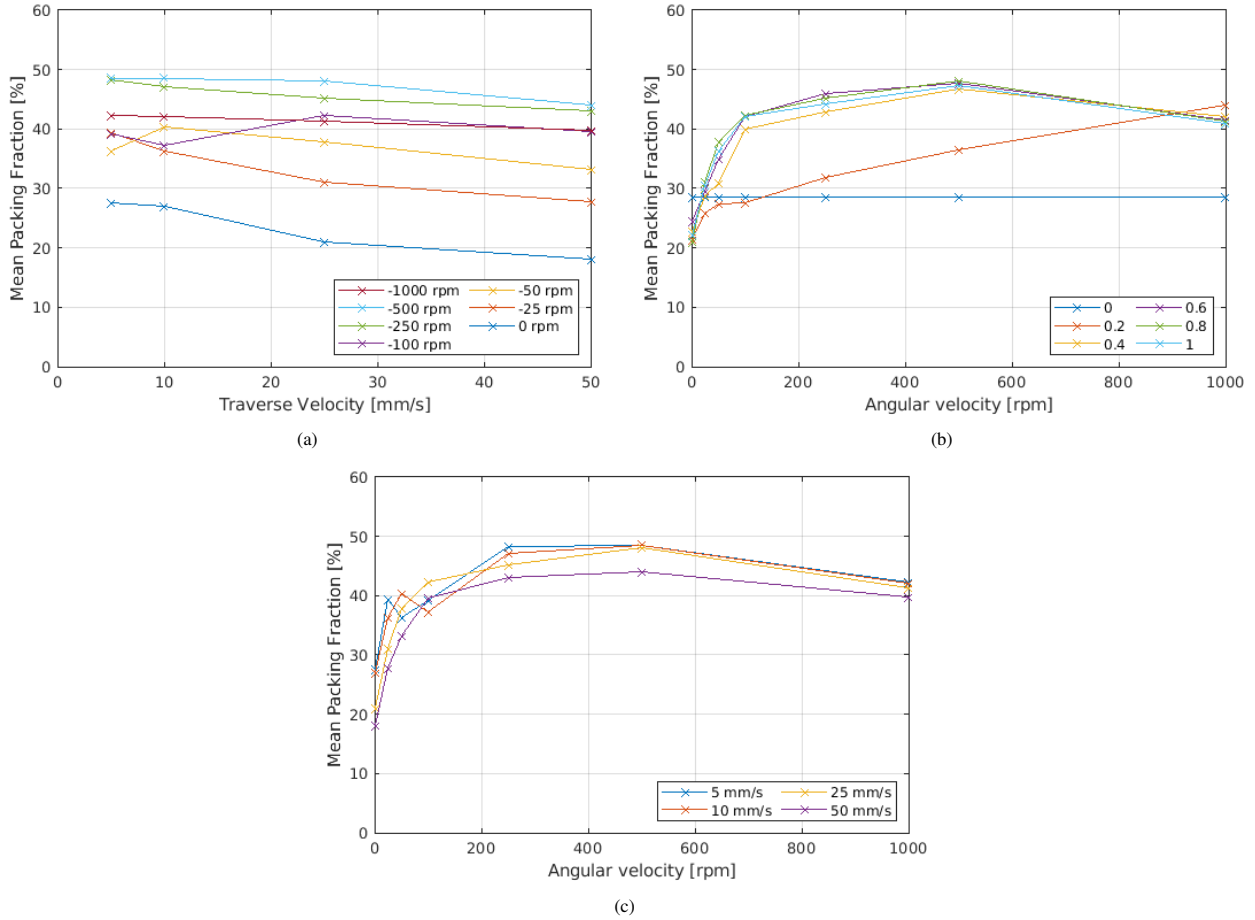 60
50
40
30
20
10
0
Mean Packing Fraction [%]
-1000 rpm
-500 rpm
-250 rpm
-100 rpm
-50 rpm
-25 rpm
0 rpm
0 10 20 30 40 50
Traverse Velocity [mm/s]
(a)
60
50
40
30
20
10
0
Mean Packing Fraction [%]
0 0.6
0.2 0.8
0.4 1
0 200 400 600 800 1000
Angular velocity [rpm]
(b)
60
50
40
30
20
10
0
Mean Packing Fraction [%]
5 mm/s 25 mm/s
10 mm/s 50 mm/s
0 200 400 600 800 1000
Angular velocity [rpm]
(c)